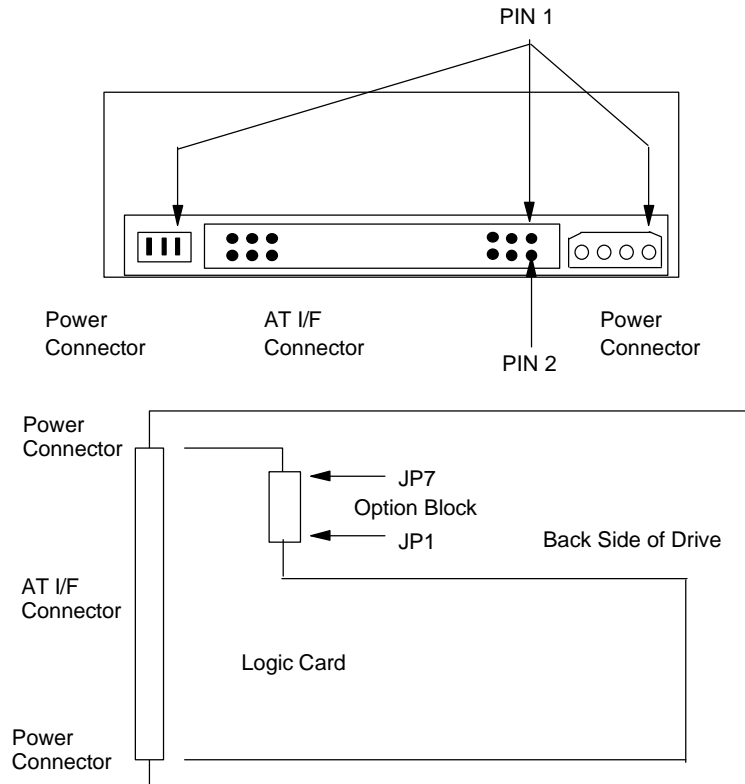 PIN 1
Power
Connector
AT I/F
Connector
Power
Connector
PIN 2
Power
Connector
JP7
Option Block
JP1
Back Side of Drive
AT I/F
Connector
Logic Card
Power
Connector